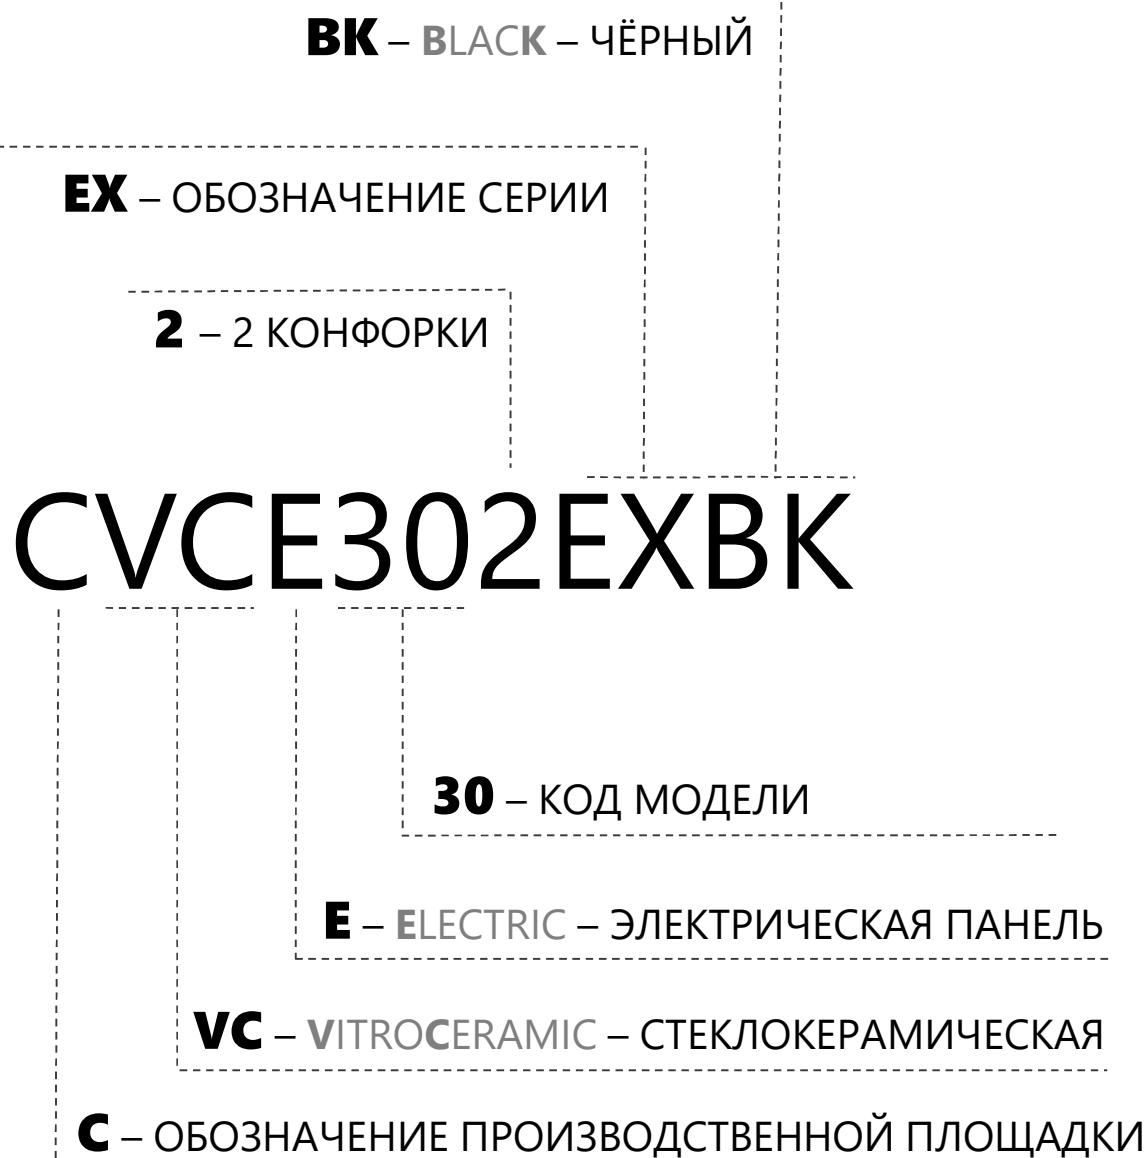 BK – BLACK – ЧЁРНЫЙ
EX – ОБОЗНАЧЕНИЕ СЕРИИ
2 – 2 КОНФОРКИ
CVCE302EXBK
30 – КОД МОДЕЛИ
E – ELECTRIC – ЭЛЕКТРИЧЕСКАЯ ПАНЕЛЬ
VC – VITROCERAMIC – СТЕКЛОКЕРАМИЧЕСКАЯ
C – ОБОЗНАЧЕНИЕ ПРОИЗВОДСТВЕННОЙ ПЛОЩАДКИ